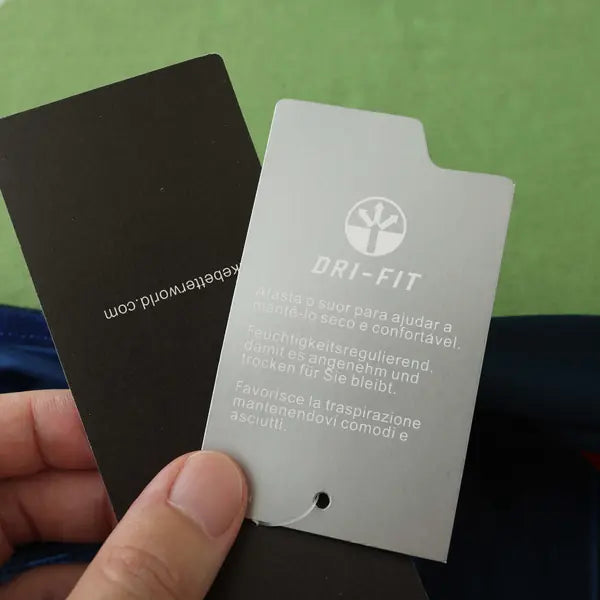 kebetterworld.com
DRI-FIT
Afasta o suor para ajudar a
mantê-lo seco e confortável.
Feuchtigkeitsregulierend,
damit es angenehm und
trocken für Sie bleibt.
Favorisce la traspirazione
mantenendovi comodi e
asciutti.